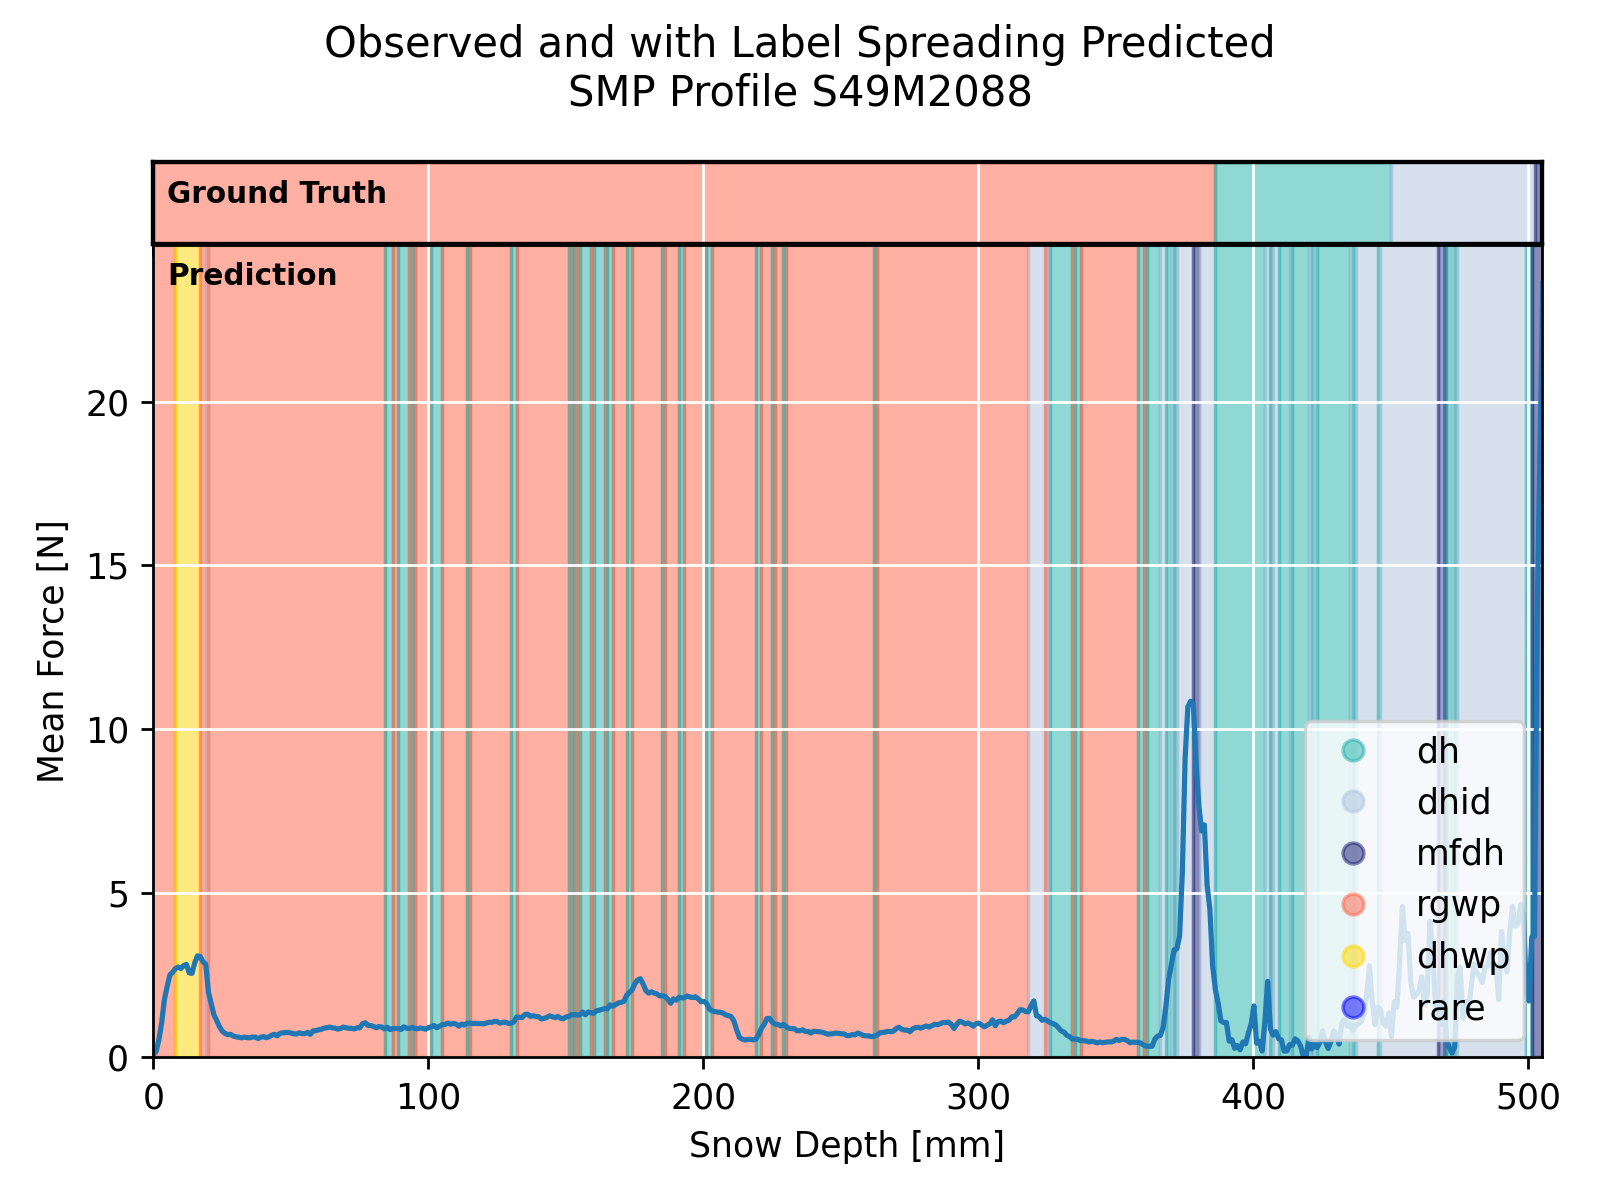 Observed and with Label Spreading Predicted
SMP Profile S49M2088
Ground Truth
Prediction
Mean Force [N]
20
15
10
5
0
dh
dhid
mfdh
rgwp
dhwp
rare
0 100 200 300 400 500
Snow Depth [mm]